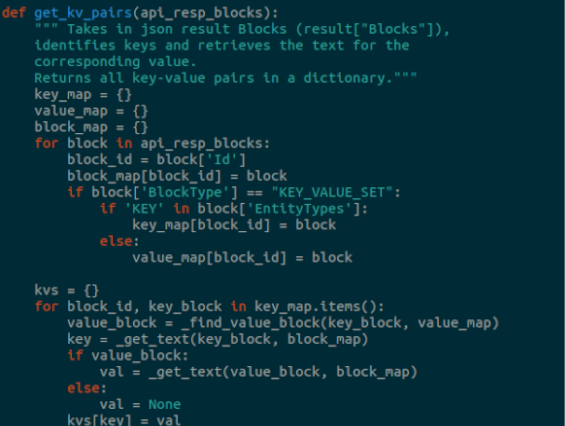 def get_kv_pairs(api_resp_blocks):
    """ Takes in json result Blocks (result["Blocks"]),
    identifies keys and retrieves the text for the
    corresponding value.
    Returns all key-value pairs in a dictionary."""
    key_map = {}
    value_map = {}
    block_map = {}
    for block in api_resp_blocks:
        block_id = block['Id']
        block_map[block_id] = block
        if block['BlockType'] == "KEY_VALUE_SET":
            if 'KEY' in block['EntityTypes']:
                key_map[block_id] = block
            else:
                value_map[block_id] = block

    kvs = {}
    for block_id, key_block in key_map.items():
        value_block = _find_value_block(key_block, value_map)
        key = _get_text(key_block, block_map)
        if value_block:
            val = _get_text(value_block, block_map)
        else:
            val = None
        kvs[key] = val